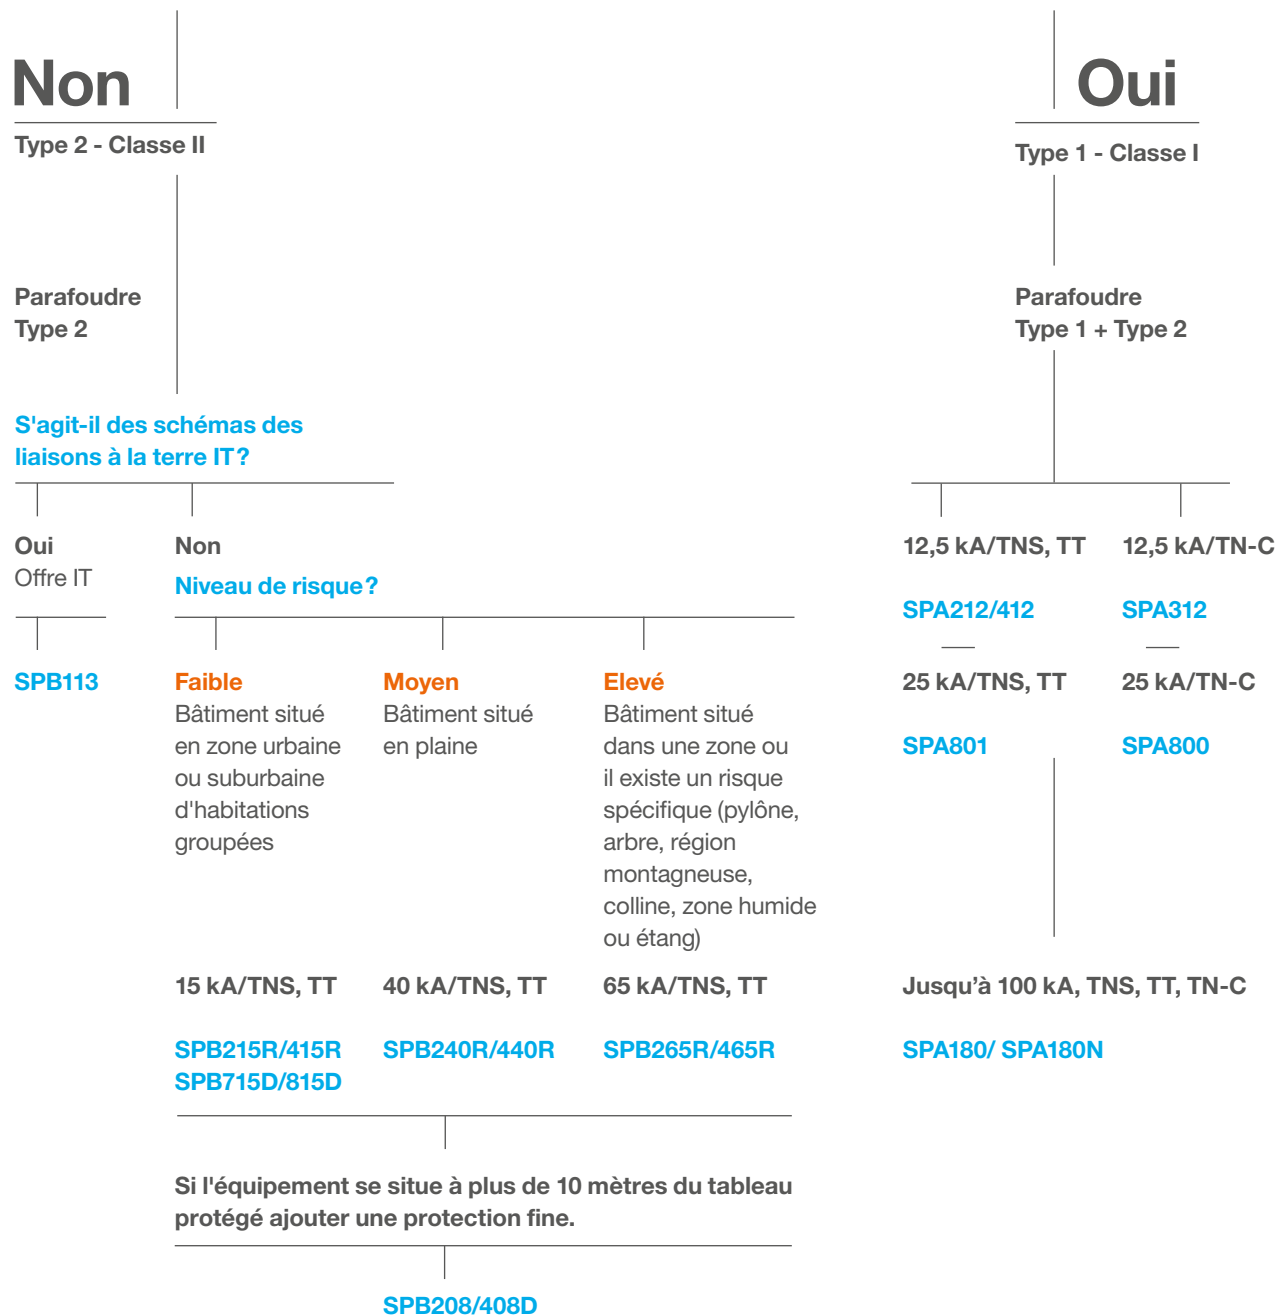 Non
Type 2 - Classe II
Parafoudre
Type 2
S'agit-il des schémas des
liaisons à la terre IT?
Oui
Offre IT
SPB113
Non
Niveau de risque?
Faible
Bâtiment situé
en zone urbaine
ou suburbaine
d'habitations
groupées
15 kA/TNS, TT
SPB215R/415R
SPB715D/815D
Moyen
Bâtiment situé
en plaine
40 kA/TNS, TT
SPB240R/440R
Elevé
Bâtiment situé
dans une zone ou
il existe un risque
spécifique (pylône,
arbre, région
montagneuse,
colline, zone humide
ou étang)
65 kA/TNS, TT
SPB265R/465R
Si l'équipement se situe à plus de 10 mètres du tableau
protégé ajouter une protection fine.
SPB208/408D
Oui
Type 1 - Classe I
Parafoudre
Type 1 + Type 2
12,5 kA/TNS, TT
SPA212/412
25 kA/TNS, TT
SPA801
12,5 kA/TN-C
SPA312
25 kA/TN-C
SPA800
Jusqu’à 100 kA, TNS, TT, TN-C
SPA180/ SPA180N